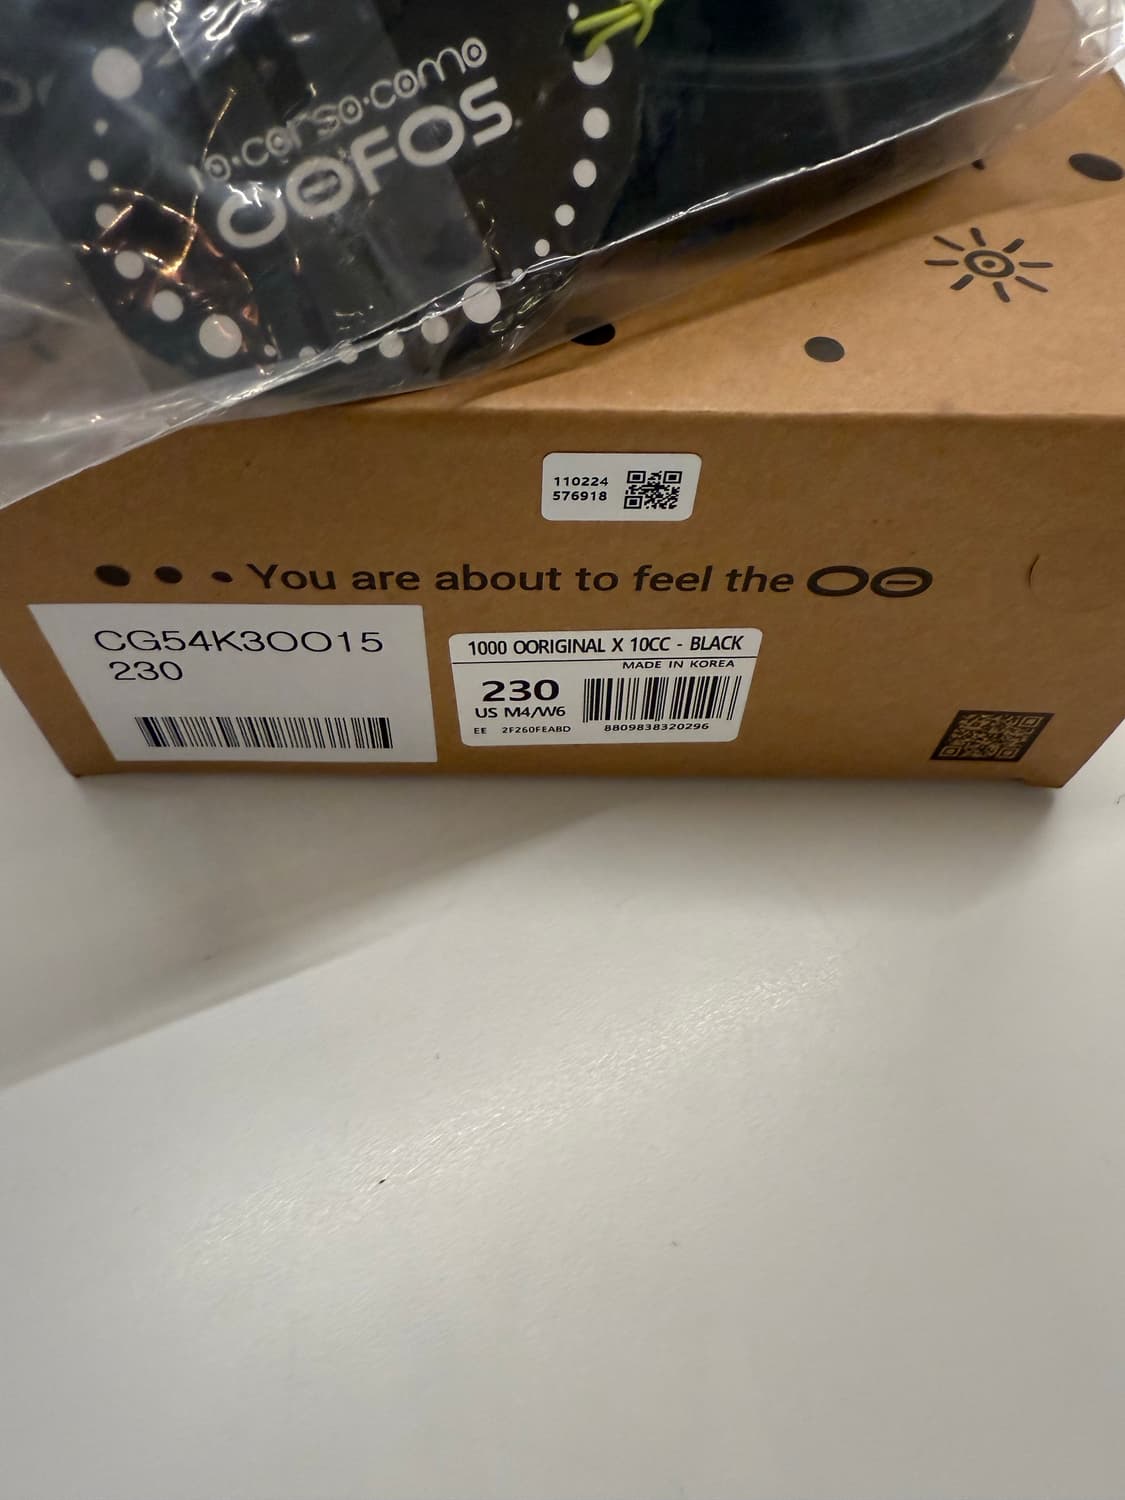 10·corso·como
OOFOS
110224
576918
You are about to feel the OO
CG54K30015
230
1000 OORIGINAL X 10CC - BLACK
MADE IN KOREA
230
US M4/W6
EE 2F260FEABD
8809838320296